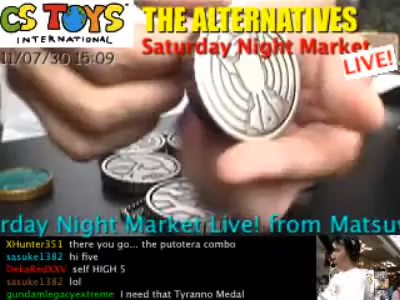 CS TOYS
INTERNATIONAL
THE ALTERNATIVES
Saturday Night Market
LIVE!
11/07/30 15:09
rday Night Market Live! from Matsu
XHunter351 there you go... the putotera combo
sasuke1382 hi five
DekaRedXXV self HIGH 5
sasuke1382 lol
gundamlegacyextreme I need that Tyranno Medal